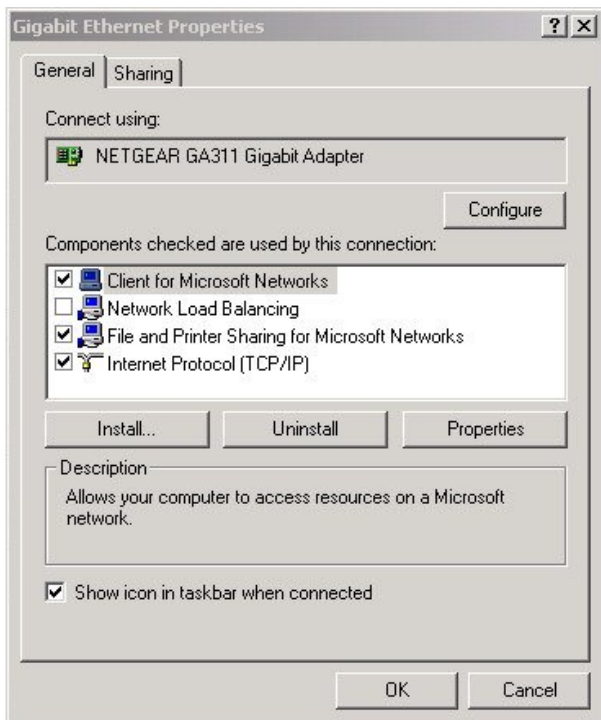 Gigabit Ethernet Properties
General Sharing
Connect using:
NETGEAR GA311 Gigabit Adapter
Configure
Components checked are used by this connection:
Client for Microsoft Networks
Network Load Balancing
File and Printer Sharing for Microsoft Networks
Internet Protocol (TCP/IP)
Install... Uninstall Properties
Description
Allows your computer to access resources on a Microsoft
network.
Show icon in taskbar when connected
OK Cancel